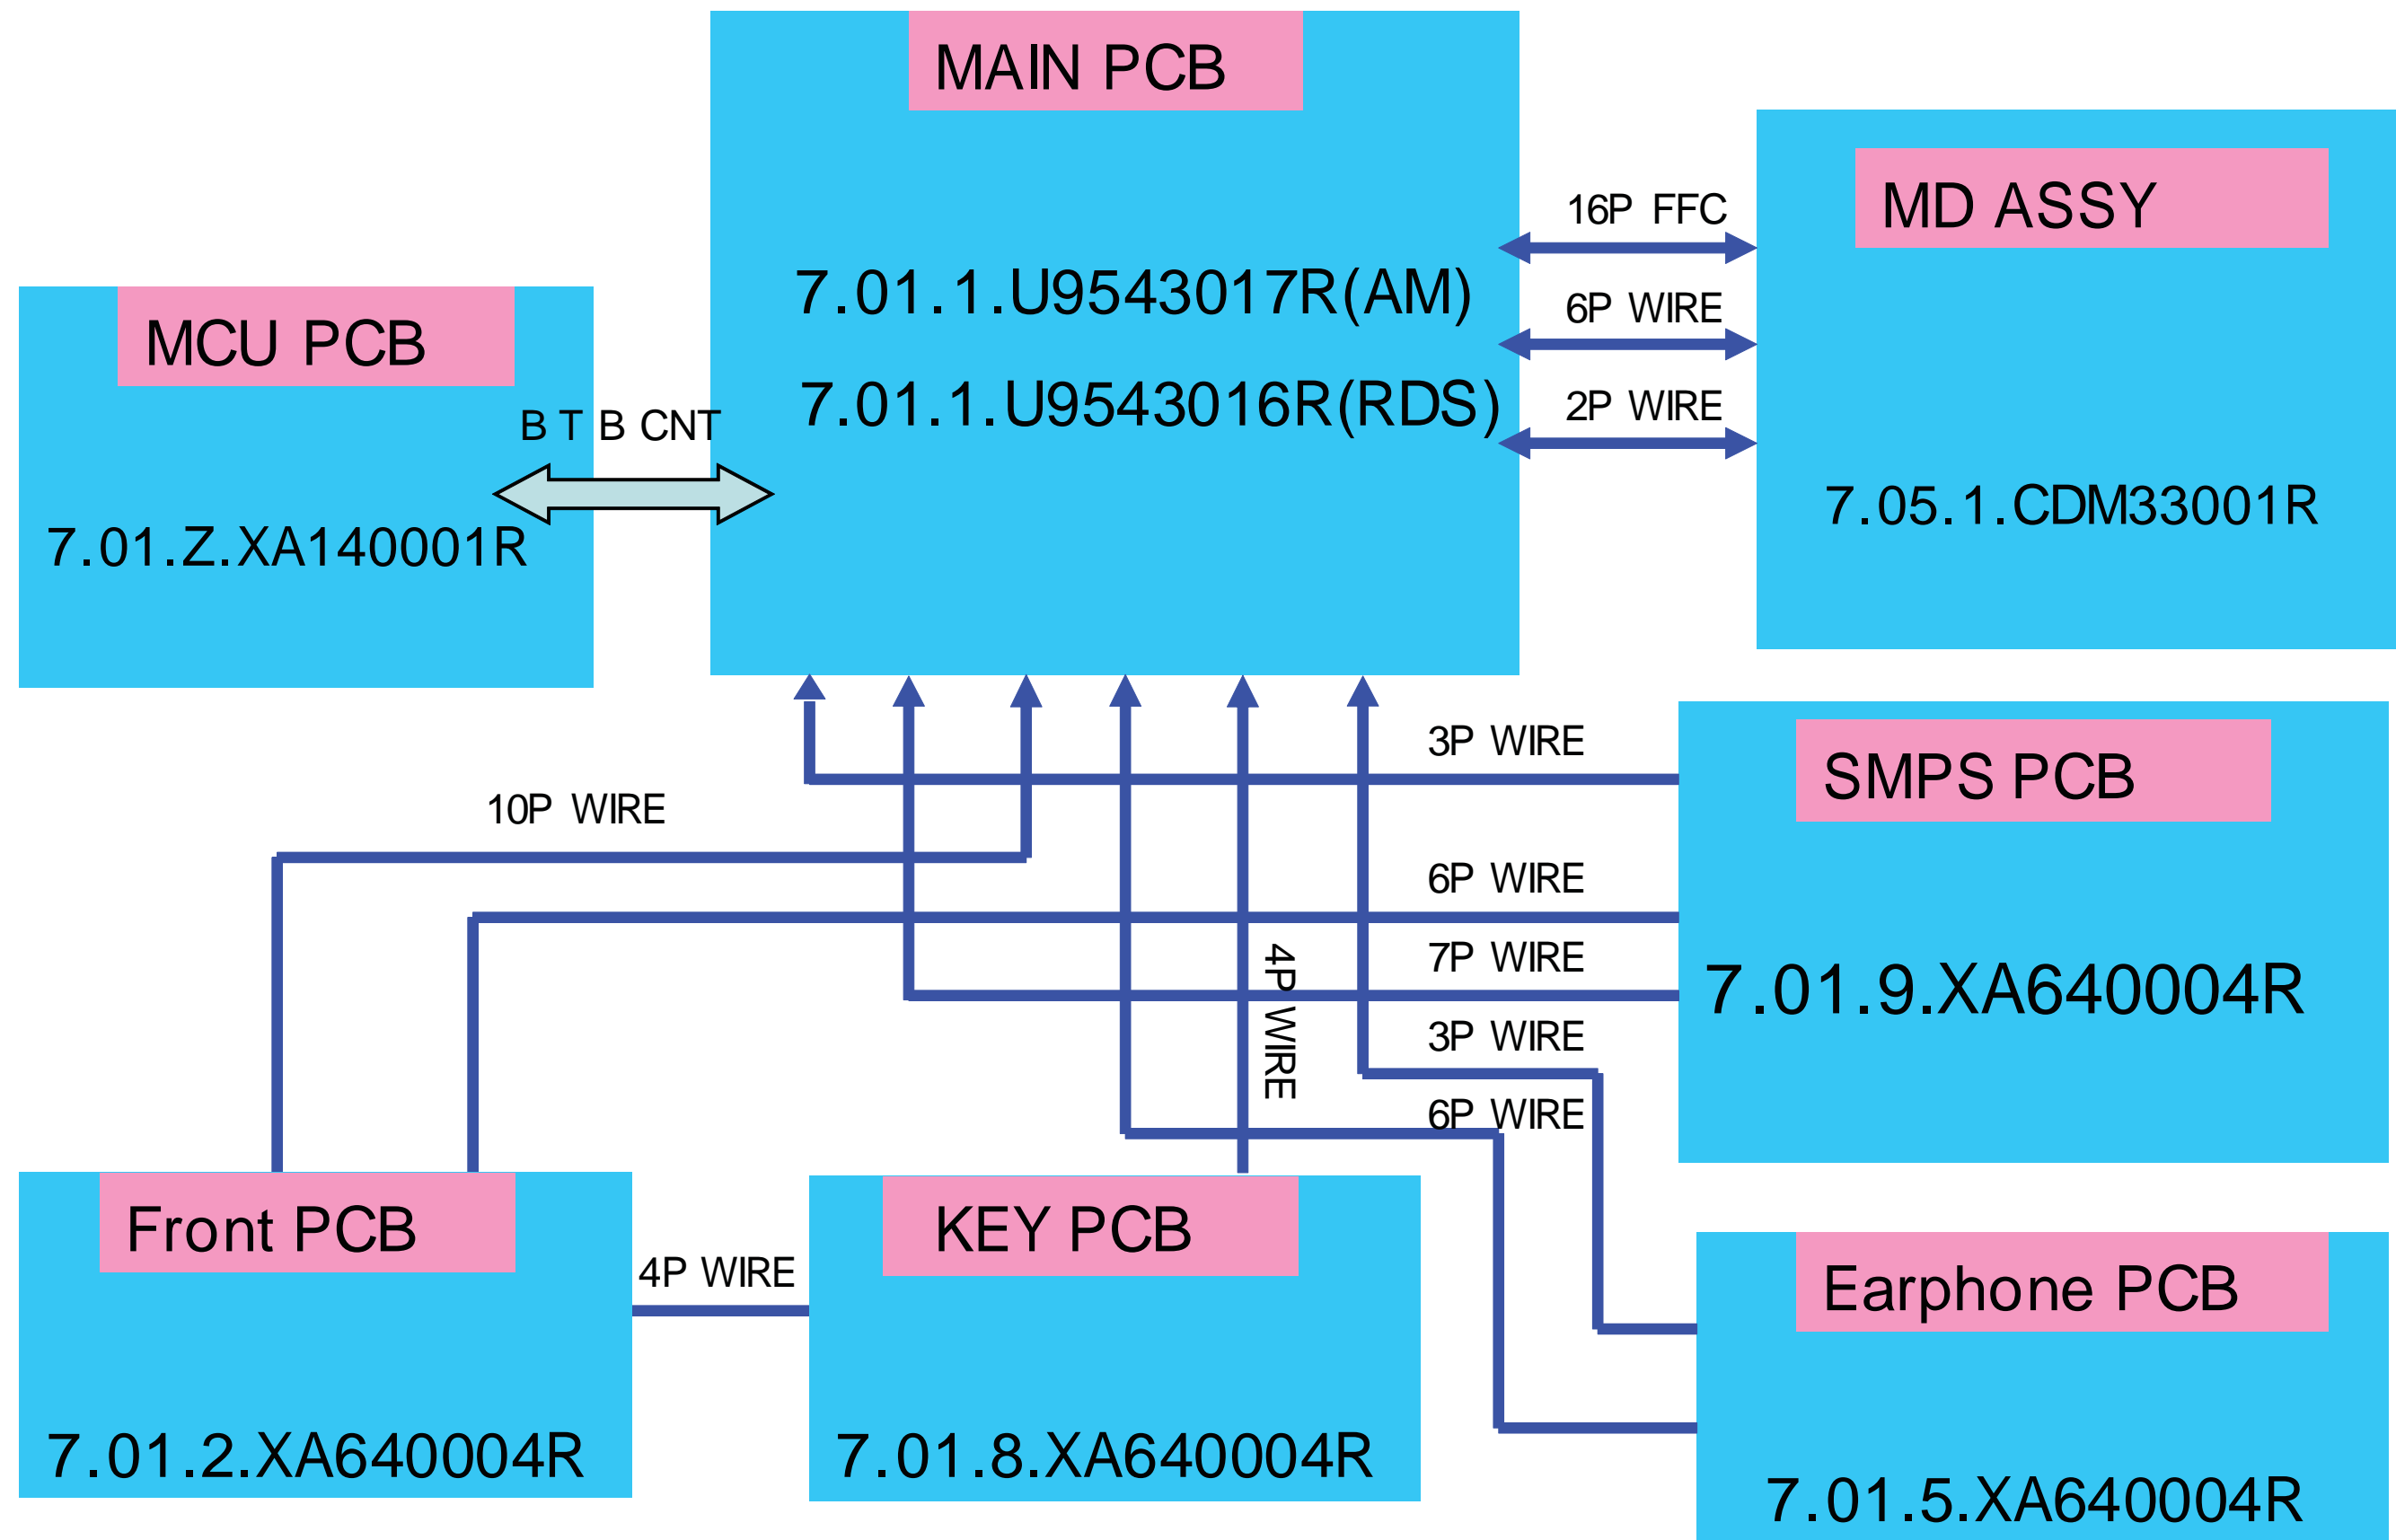 MAIN PCB
7.01.1.U9543017R(AM)
7.01.1.U9543016R(RDS)
MCU PCB
7.01.Z.XA140001R
B T B CNT
16P FFC
6P WIRE
2P WIRE
MD ASSY
7.05.1.CDM33001R
3P WIRE
10P WIRE
6P WIRE
7P WIRE
3P WIRE
6P WIRE
4P WIRE
SMPS PCB
7.01.9.XA640004R
Front PCB
7.01.2.XA640004R
4P WIRE
KEY PCB
7.01.8.XA640004R
Earphone PCB
7.01.5.XA640004R